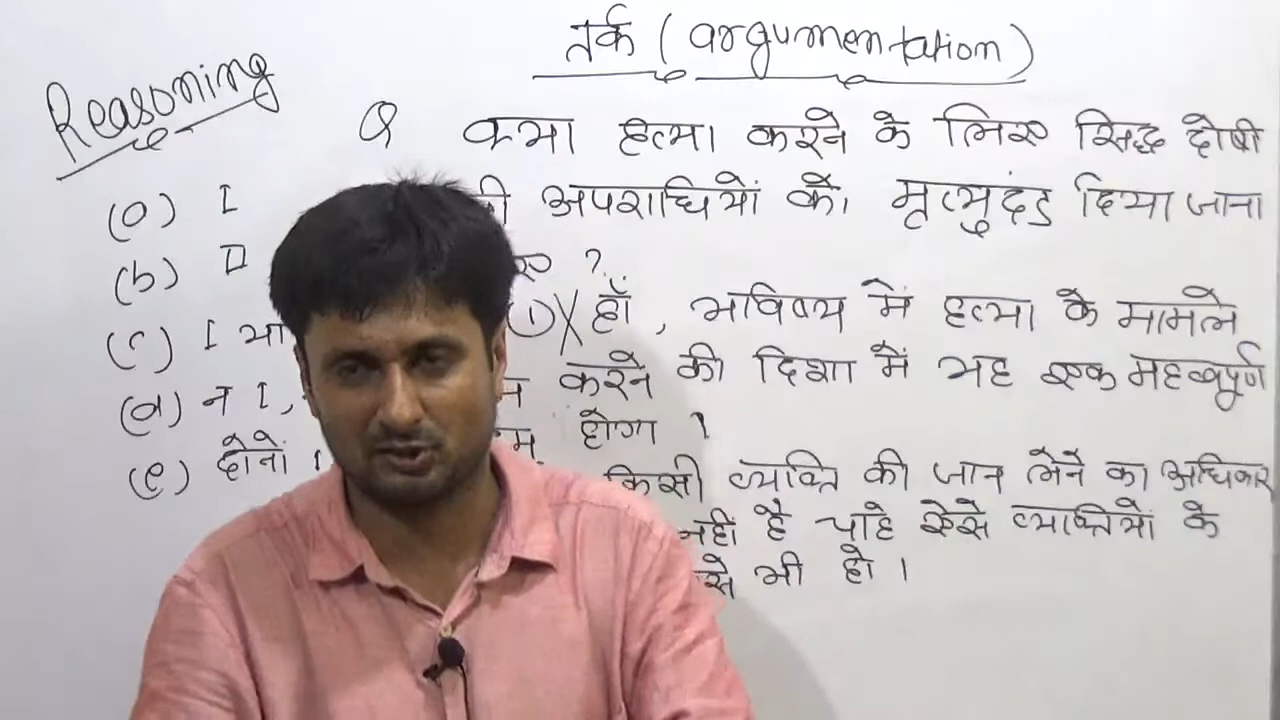 तर्क (argumentation)
Reasoning
Q क्या हत्या करने के लिए सिद्ध दोषी
अपराधियों को मृत्युदंड दिया जाना
?
① हाँ, भविष्य में हत्या के मामले
करने की दिशा में यह एक महत्वपूर्ण
होगा ।
किसी व्यक्ति की जान लेने का अधिकार
नहीं है चाहे ऐसे व्यक्तियों के
भी हो ।
(a) I
(b) II
(c) I या
(d) न I,
(e) दोनों